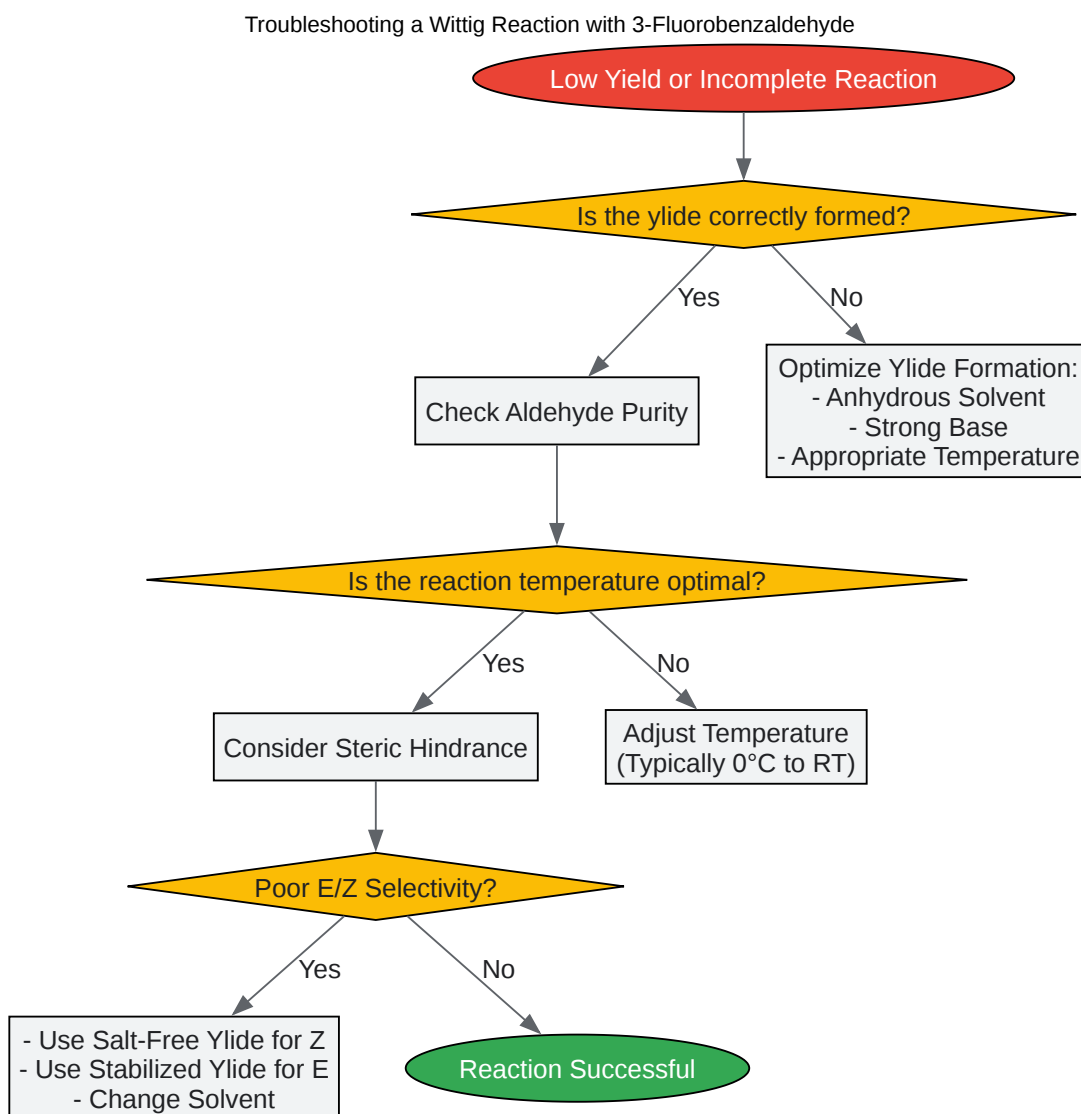 Troubleshooting a Wittig Reaction with 3-Fluorobenzaldehyde
Low Yield or Incomplete Reaction
Is the ylide correctly formed?
Yes
No
Check Aldehyde Purity
Optimize Ylide Formation:
- Anhydrous Solvent
- Strong Base
- Appropriate Temperature
Is the reaction temperature optimal?
Yes
No
Consider Steric Hindrance
Adjust Temperature
(Typically 0°C to RT)
Poor E/Z Selectivity?
Yes
No
- Use Salt-Free Ylide for Z
- Use Stabilized Ylide for E
- Change Solvent
Reaction Successful